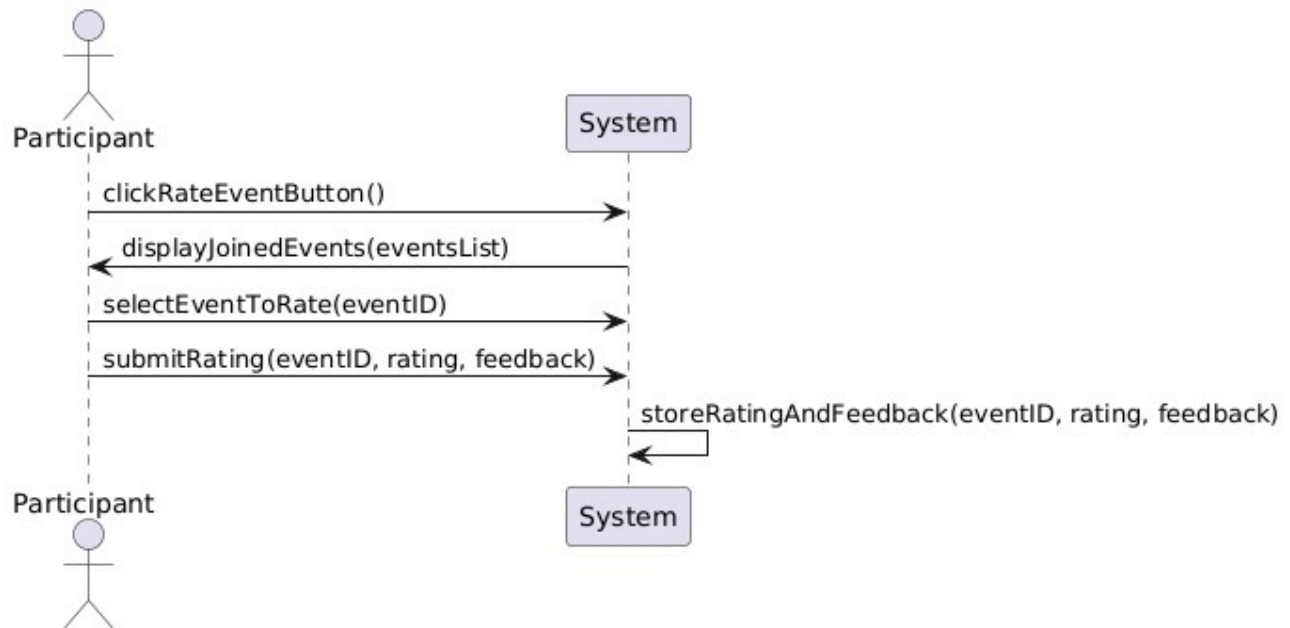 Participant
System
clickRateEventButton()
displayJoinedEvents(eventsList)
selectEventToRate(eventID)
submitRating(eventID, rating, feedback)
storeRatingAndFeedback(eventID, rating, feedback)
Participant
System